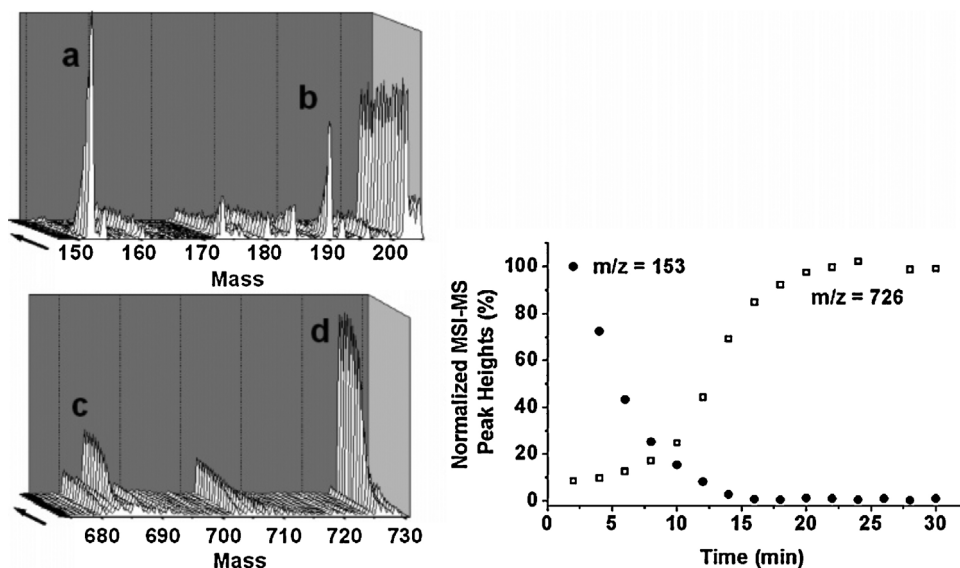 a
b
150 160 170 180 190 200
Mass
c
d
680 690 700 710 720 730
Mass
Normalized MSI-MS
Peak Heights (%)
100
80
60
40
20
0
m/z = 153
m/z = 726
0 5 10 15 20 25 30
Time (min)